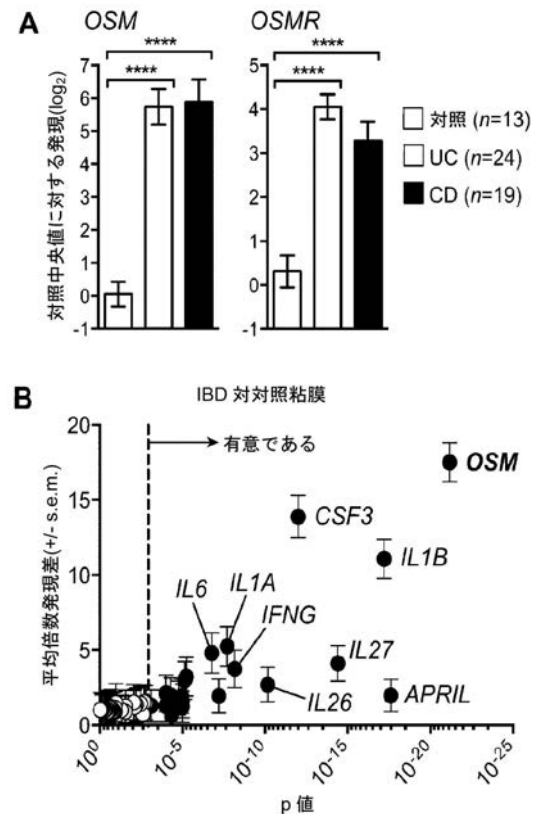 A
OSM
OSMR
****
****
****
****
対照中央値に対する発現(log2)
7
6
5
4
3
2
1
0
-1
5
4
3
2
1
0
-1
対照 (n=13)
UC (n=24)
CD (n=19)
B
IBD 対対照粘膜
有意である
平均倍数発現差(+/- s.e.m.)
20
15
10
5
0
OSM
CSF3
IL1B
IL6
IL1A
IFNG
IL27
IL26
APRIL
10^0
10^-5
10^-10
10^-15
10^-20
10^-25
p 値